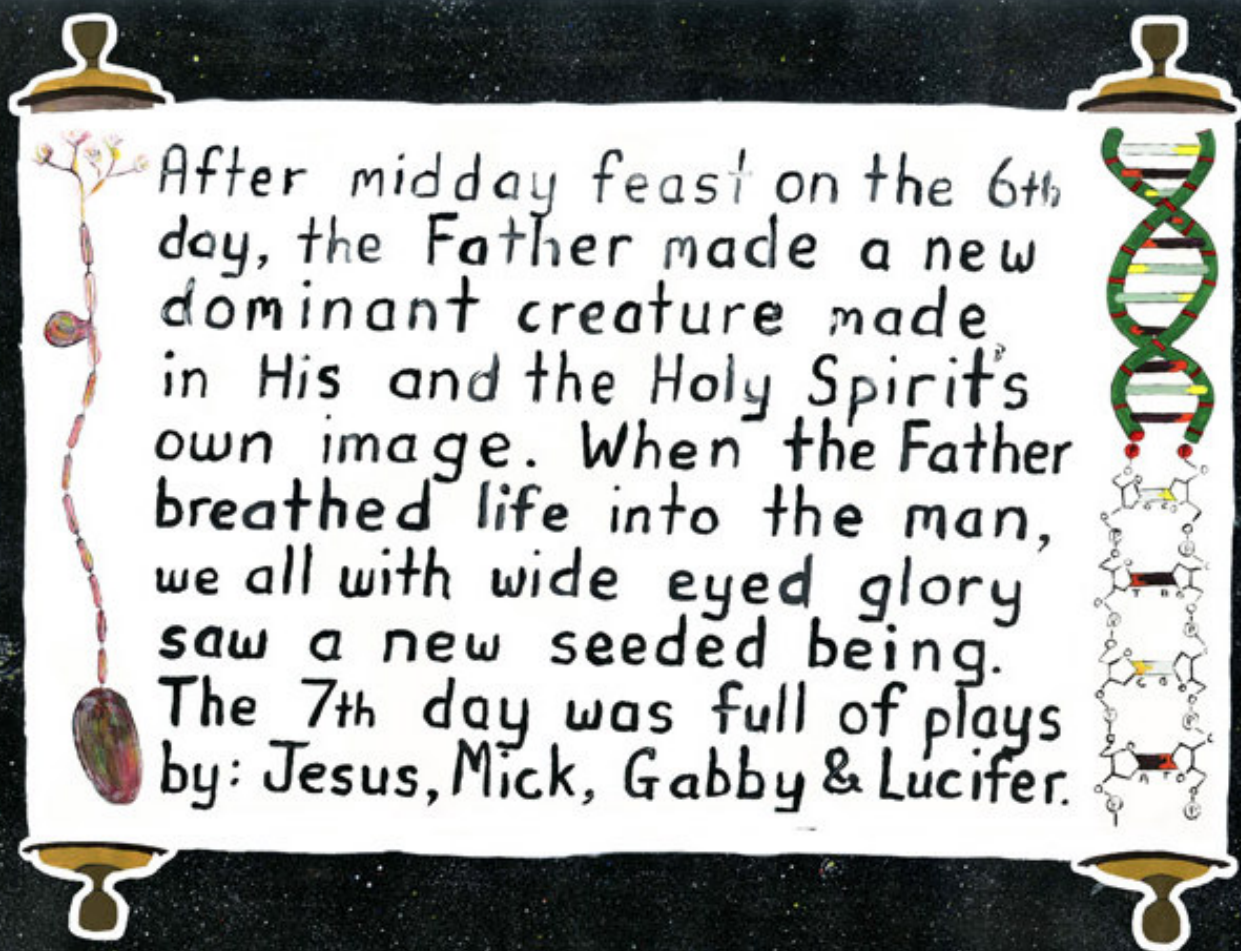 After midday feast on the 6th
day, the Father made a new
dominant creature made
in His and the Holy Spirit's
own image. When the Father
breathed life into the man,
we all with wide eyed glory
saw a new seeded being.
The 7th day was full of plays
by: Jesus, Mick, Gabby & Lucifer.